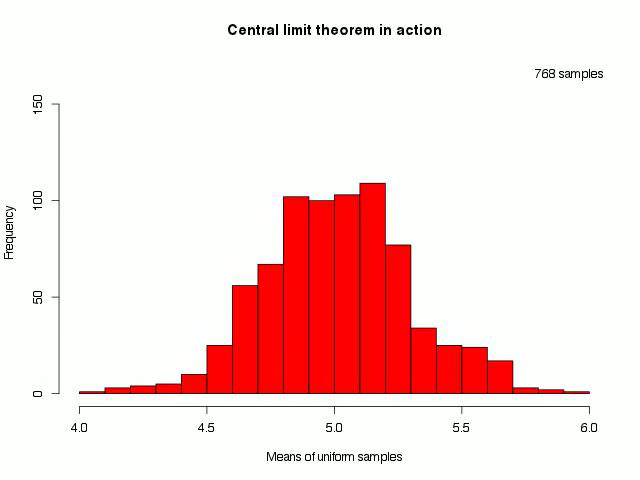 Central limit theorem in action
768 samples
150
100
50
0
Frequency
4.0 4.5 5.0 5.5 6.0
Means of uniform samples